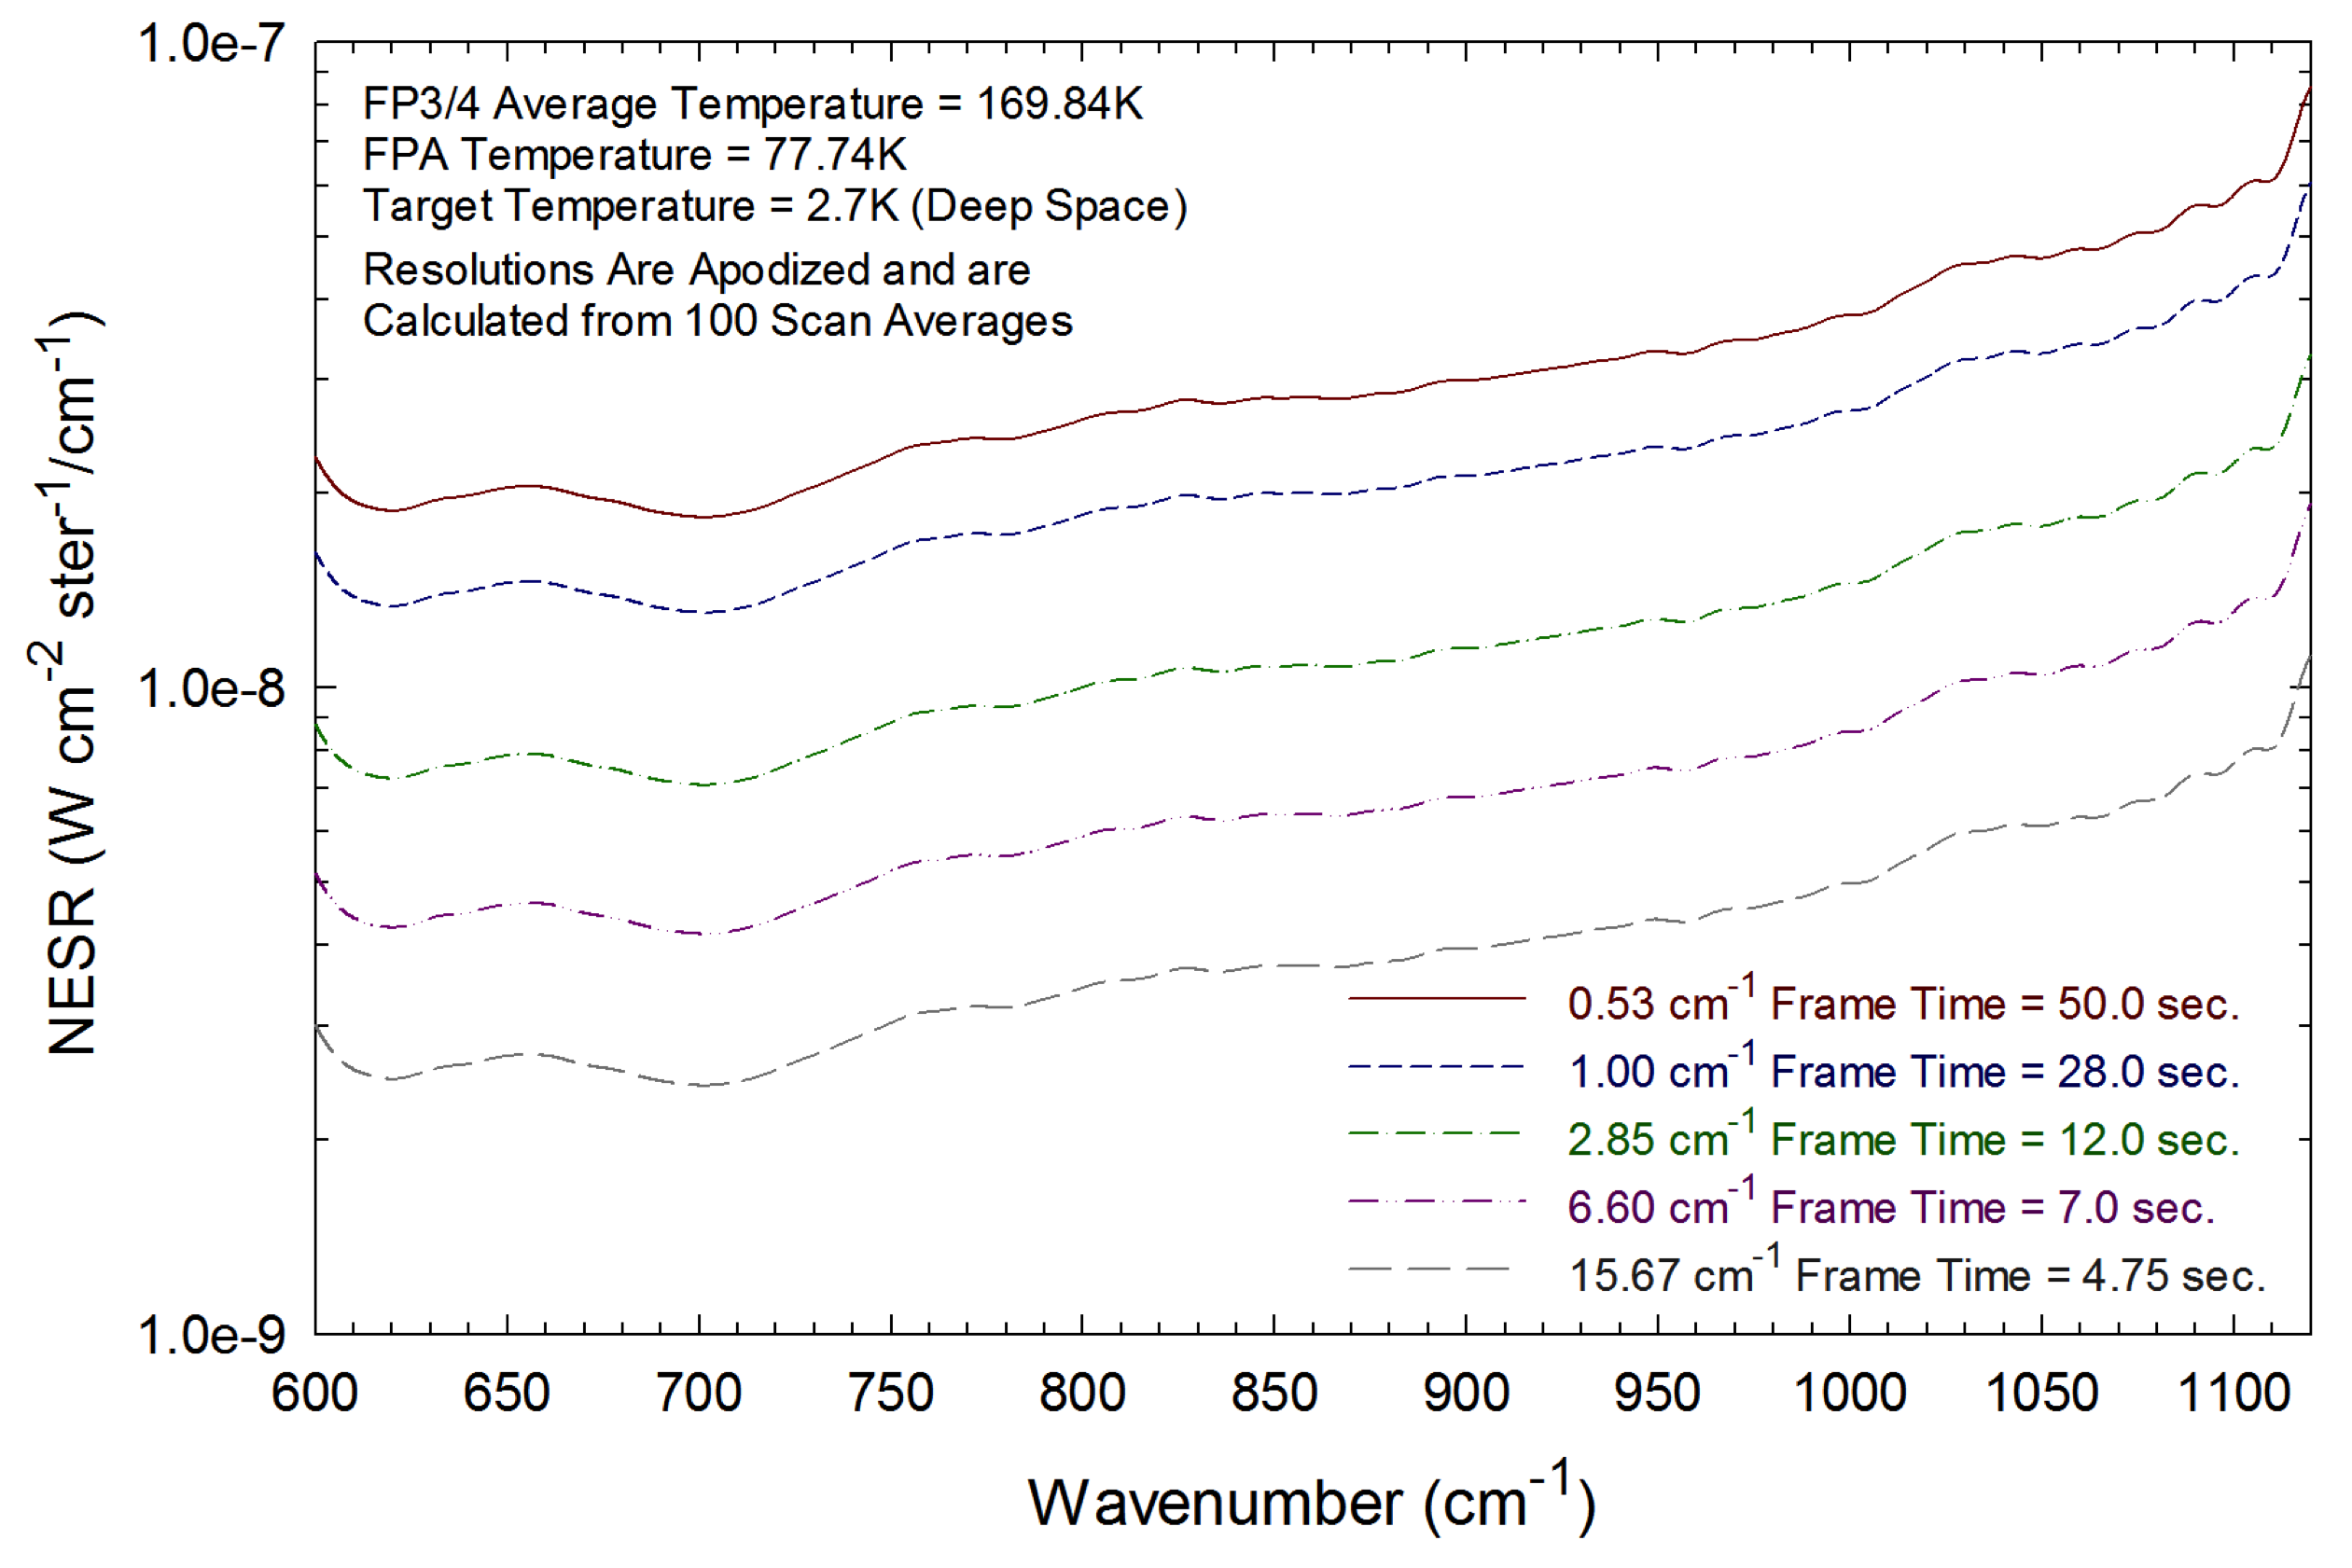 1.0e-7
FP3/4 Average Temperature = 169.84K
FPA Temperature = 77.74K
Target Temperature = 2.7K (Deep Space)
Resolutions Are Apodized and are
Calculated from 100 Scan Averages
NESR (W cm⁻² ster⁻¹/cm⁻¹)
1.0e-8
0.53 cm⁻¹ Frame Time = 50.0 sec.
1.00 cm⁻¹ Frame Time = 28.0 sec.
2.85 cm⁻¹ Frame Time = 12.0 sec.
6.60 cm⁻¹ Frame Time = 7.0 sec.
15.67 cm⁻¹ Frame Time = 4.75 sec.
1.0e-9
600 650 700 750 800 850 900 950 1000 1050 1100
Wavenumber (cm⁻¹)